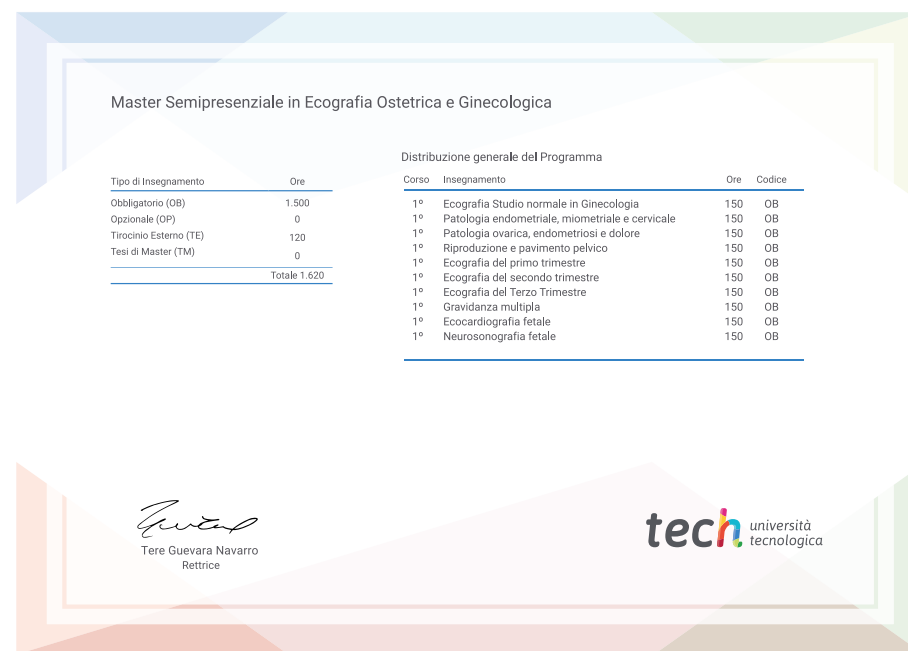 Master Semipresenziale in Ecografia Ostetrica e Ginecologica
Tipo di Insegnamento Ore
Obbligatorio (OB) 1.500
Opzionale (OP) 0
Tirocinio Esterno (TE) 120
Tesi di Master (TM) 0
Totale 1.620
Distribuzione generale del Programma
Corso Insegnamento Ore Codice
1º Ecografia Studio normale in Ginecologia 150 OB
1º Patologia endometriale, miometriale e cervicale 150 OB
1º Patologia ovarica, endometriosi e dolore 150 OB
1º Riproduzione e pavimento pelvico 150 OB
1º Ecografia del primo trimestre 150 OB
1º Ecografia del secondo trimestre 150 OB
1º Ecografia del Terzo Trimestre 150 OB
1º Gravidanza multipla 150 OB
1º Ecocardiografia fetale 150 OB
1º Neurosonografia fetale 150 OB
Tere Guevara Navarro
Rettrice
tech università
tecnologica